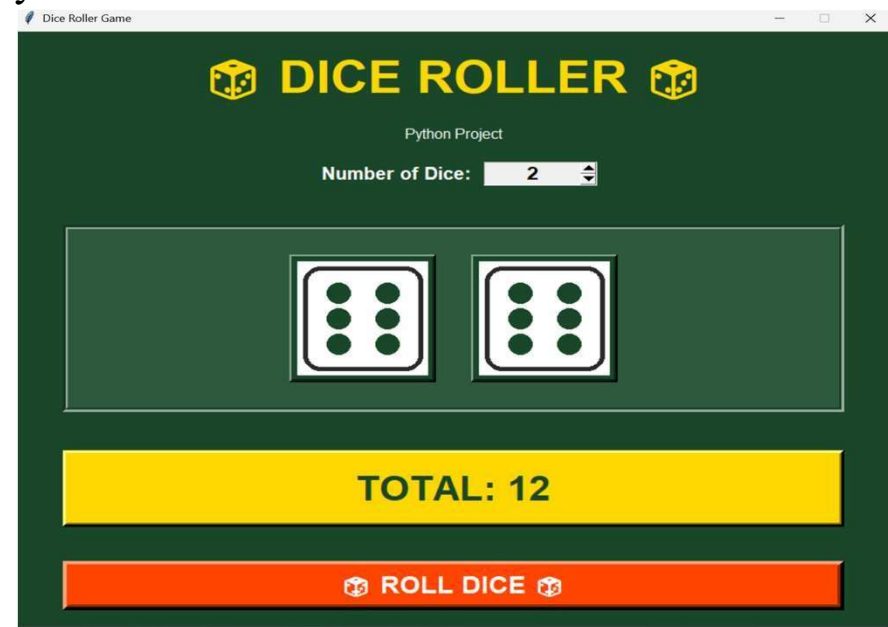 Dice Roller Game
🎲 DICE ROLLER 🎲
Python Project
Number of Dice: 2
TOTAL: 12
🎲 ROLL DICE 🎲